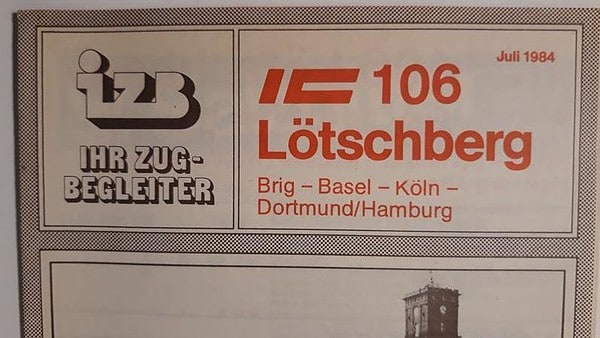 izb
IHR ZUG-
BEGLEITER
Juli 1984
IC 106
Lötschberg
Brig – Basel – Köln –
Dortmund/Hamburg